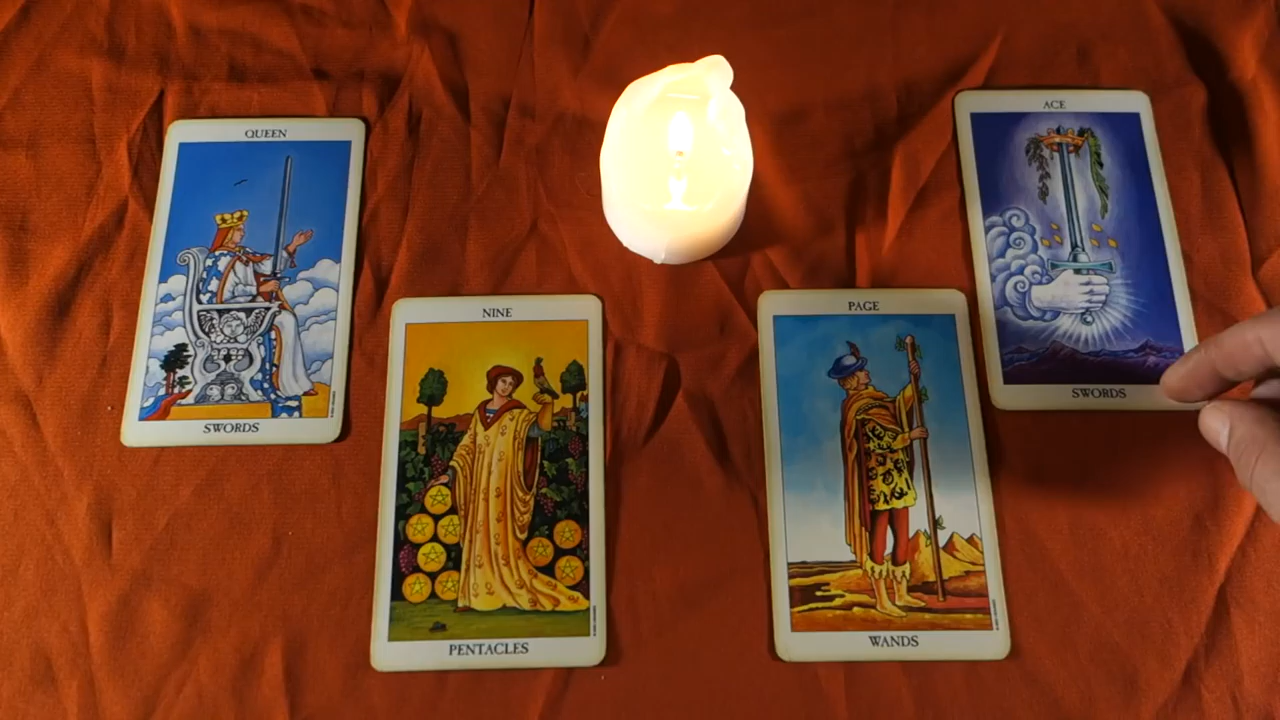 QUEEN
SWORDS
NINE
PENTACLES
PAGE
WANDS
ACE
SWORDS